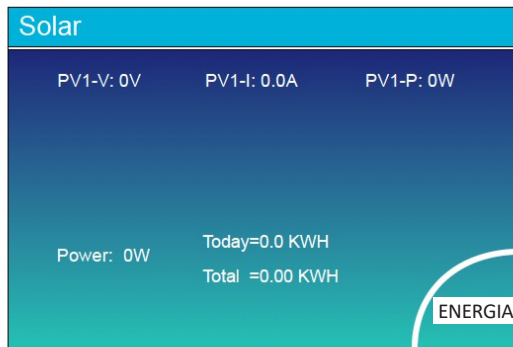 Solar
PV1-V: 0V PV1-I: 0.0A PV1-P: 0W
Today=0.0 KWH
Power: 0W
Total =0.00 KWH
ENERGIA